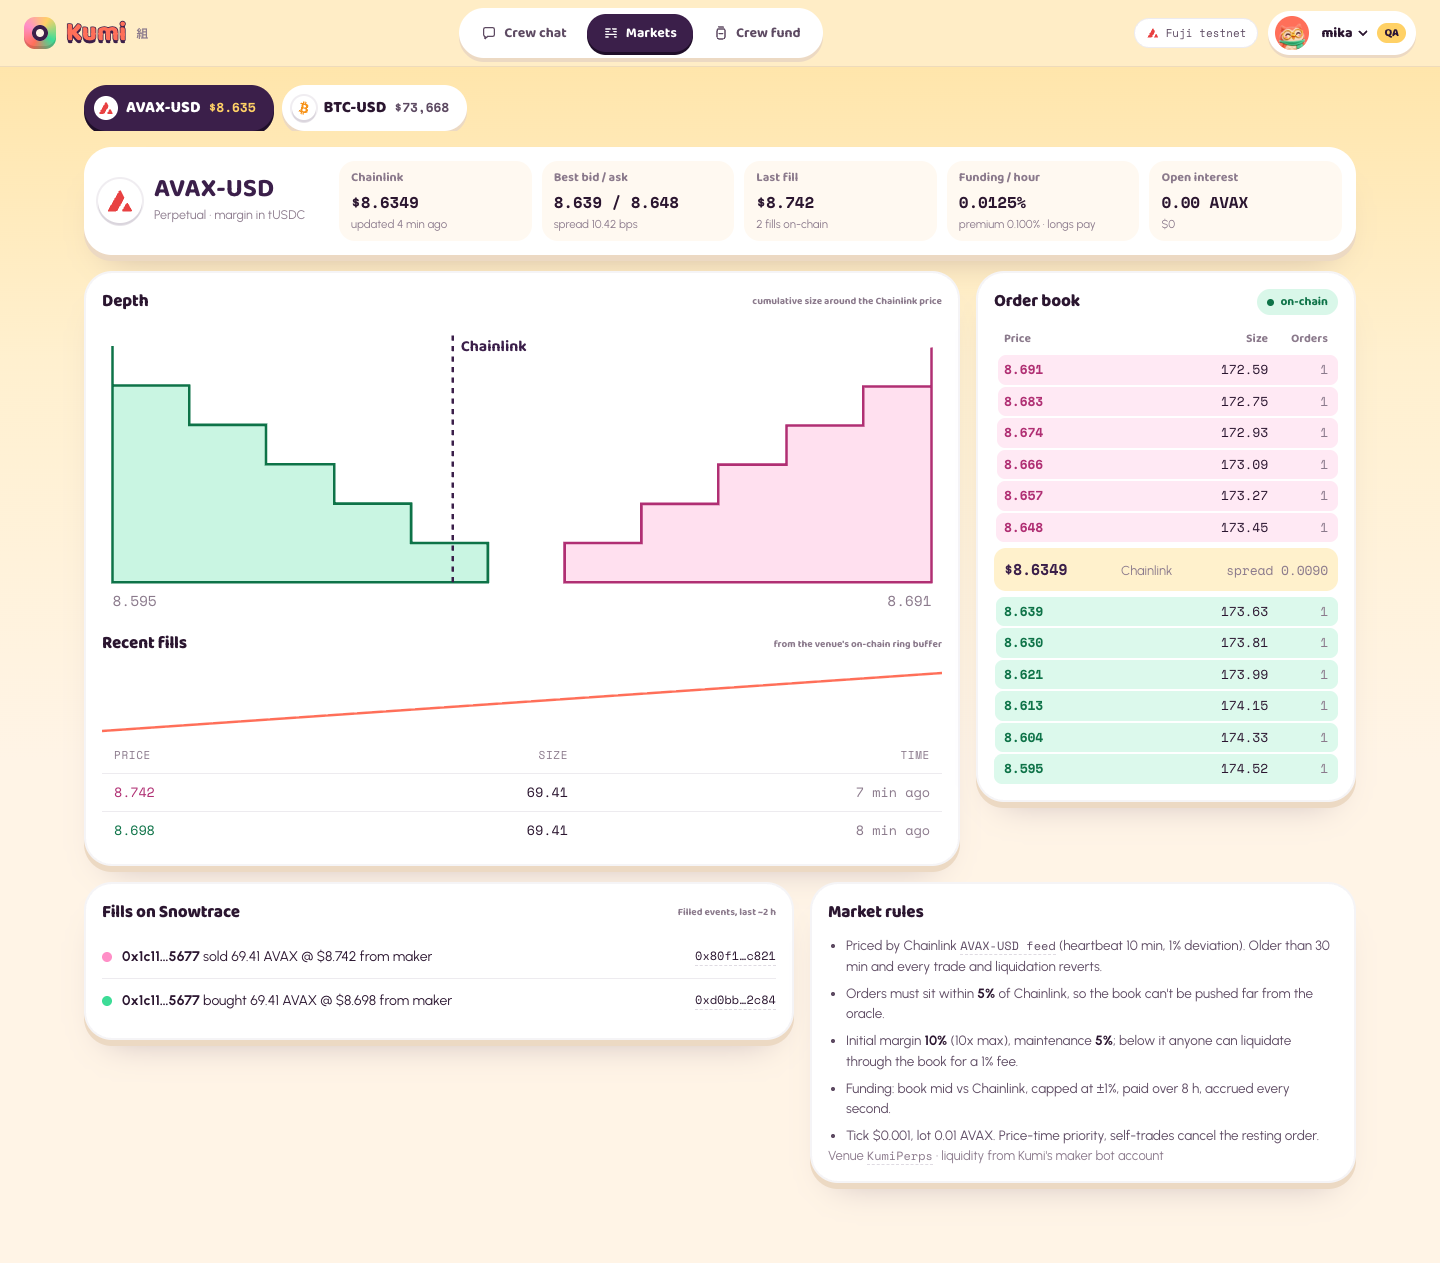 Kumi 組
Crew chat
Markets
Crew fund
Fuji testnet
mika
QA
AVAX-USD $8.635
BTC-USD $73,668
AVAX-USD
Perpetual · margin in tUSDC
Chainlink
$8.6349
updated 4 min ago
Best bid / ask
8.639 / 8.648
spread 10.42 bps
Last fill
$8.742
2 fills on-chain
Funding / hour
0.0125%
premium 0.100% · longs pay
Open interest
0.00 AVAX
$0
Depth
cumulative size around the Chainlink price
Chainlink
8.595
8.691
Recent fills
from the venue's on-chain ring buffer
PRICE SIZE TIME
8.742 69.41 7 min ago
8.698 69.41 8 min ago
Order book
on-chain
Price Size Orders
8.691 172.59 1
8.683 172.75 1
8.674 172.93 1
8.666 173.09 1
8.657 173.27 1
8.648 173.45 1
$8.6349 Chainlink spread 0.0090
8.639 173.63 1
8.630 173.81 1
8.621 173.99 1
8.613 174.15 1
8.604 174.33 1
8.595 174.52 1
Fills on Snowtrace
Filled events, last ~2 h
0x1c11…5677 sold 69.41 AVAX @ $8.742 from maker 0x80f1…c821
0x1c11…5677 bought 69.41 AVAX @ $8.698 from maker 0xd0bb…2c84
Market rules
• Priced by Chainlink AVAX-USD feed (heartbeat 10 min, 1% deviation). Older than 30
min and every trade and liquidation reverts.
• Orders must sit within 5% of Chainlink, so the book can't be pushed far from the
oracle.
• Initial margin 10% (10x max), maintenance 5%; below it anyone can liquidate
through the book for a 1% fee.
• Funding: book mid vs Chainlink, capped at ±1%, paid over 8 h, accrued every
second.
• Tick $0.001, lot 0.01 AVAX. Price-time priority, self-trades cancel the resting order.
Venue KumiPerps · liquidity from Kumi's maker bot account